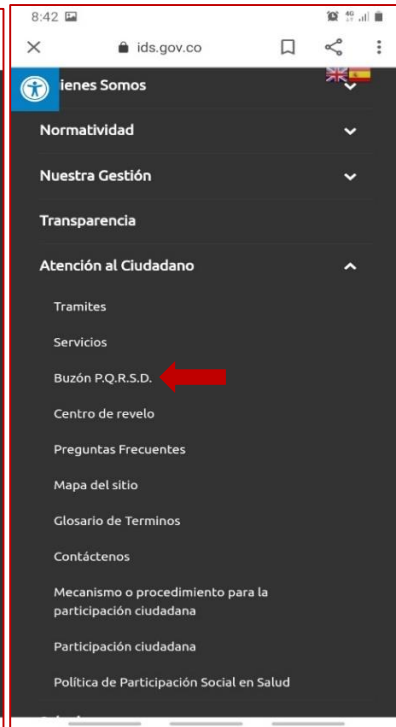 8:42
4G
ids.gov.co
ienes Somos
Normatividad
Nuestra Gestión
Transparencia
Atención al Ciudadano
Tramites
Servicios
Buzón P.Q.R.S.D.
Centro de revelo
Preguntas Frecuentes
Mapa del sitio
Glosario de Terminos
Contáctenos
Mecanismo o procedimiento para la
participación ciudadana
Participación ciudadana
Política de Participación Social en Salud